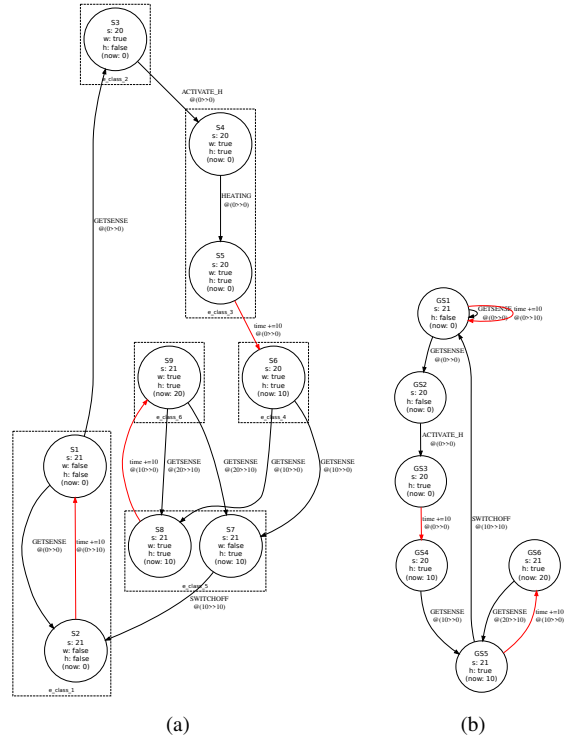 S3
s: 20
w: true
h: false
(now: 0)
e_class_2
ACTIVATE_H
@(0>>0)
S4
s: 20
w: true
h: true
(now: 0)
GETSENSE
@(0>>0)
HEATING
@(0>>0)
S5
s: 20
w: true
h: true
(now: 0)
e_class_3
time +=10
@(0>>0)
S9
s: 21
w: true
h: true
(now: 20)
e_class_6
S6
s: 20
w: true
h: true
(now: 10)
e_class_4
S1
s: 21
w: false
h: false
(now: 0)
time +=10
@(10>>0)
GETSENSE
@(20>>10)
GETSENSE
@(20>>10)
GETSENSE
@(10>>0)
GETSENSE
@(10>>0)
S8
s: 21
w: true
h: true
(now: 10)
S7
s: 21
w: false
h: true
(now: 10)
e_class_5
GETSENSE
@(0>>0)
time +=10
@(0>>10)
SWITCHOFF
@(10>>10)
S2
s: 21
w: false
h: false
(now: 0)
e_class_1
(a)
GS1
s: 21
h: false
(now: 0)
GETSENSE
@(0>>0)
time +=10
@(0>>10)
GETSENSE
@(0>>0)
GS2
s: 20
h: false
(now: 0)
ACTIVATE_H
@(0>>0)
GS3
s: 20
h: true
(now: 0)
time +=10
@(0>>0)
SWITCHOFF
@(10>>10)
GS4
s: 20
h: true
(now: 10)
GS6
s: 21
h: true
(now: 20)
GETSENSE
@(10>>0)
GETSENSE
@(20>>10)
time +=10
@(10>>0)
GS5
s: 21
h: true
(now: 10)
(b)